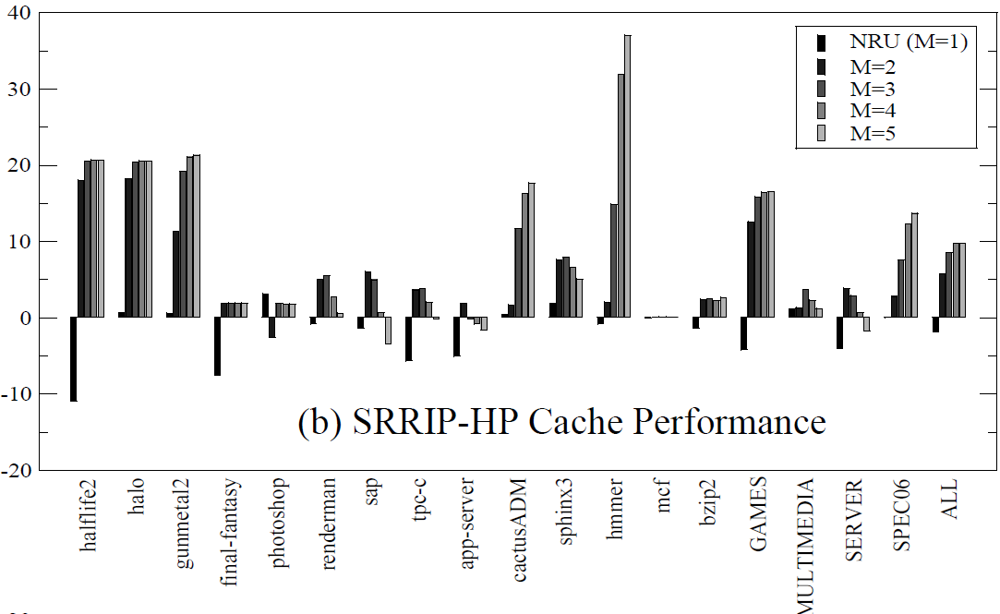 40
30
20
10
0
-10
-20
NRU (M=1)
M=2
M=3
M=4
M=5
(b) SRRIP-HP Cache Performance
halflife2
halo
gunmetal2
final-fantasy
photoshop
renderman
sap
tpc-c
app-server
cactusADM
sphinx3
hmmer
mcf
bzip2
GAMES
MULTIMEDIA
SERVER
SPEC06
ALL